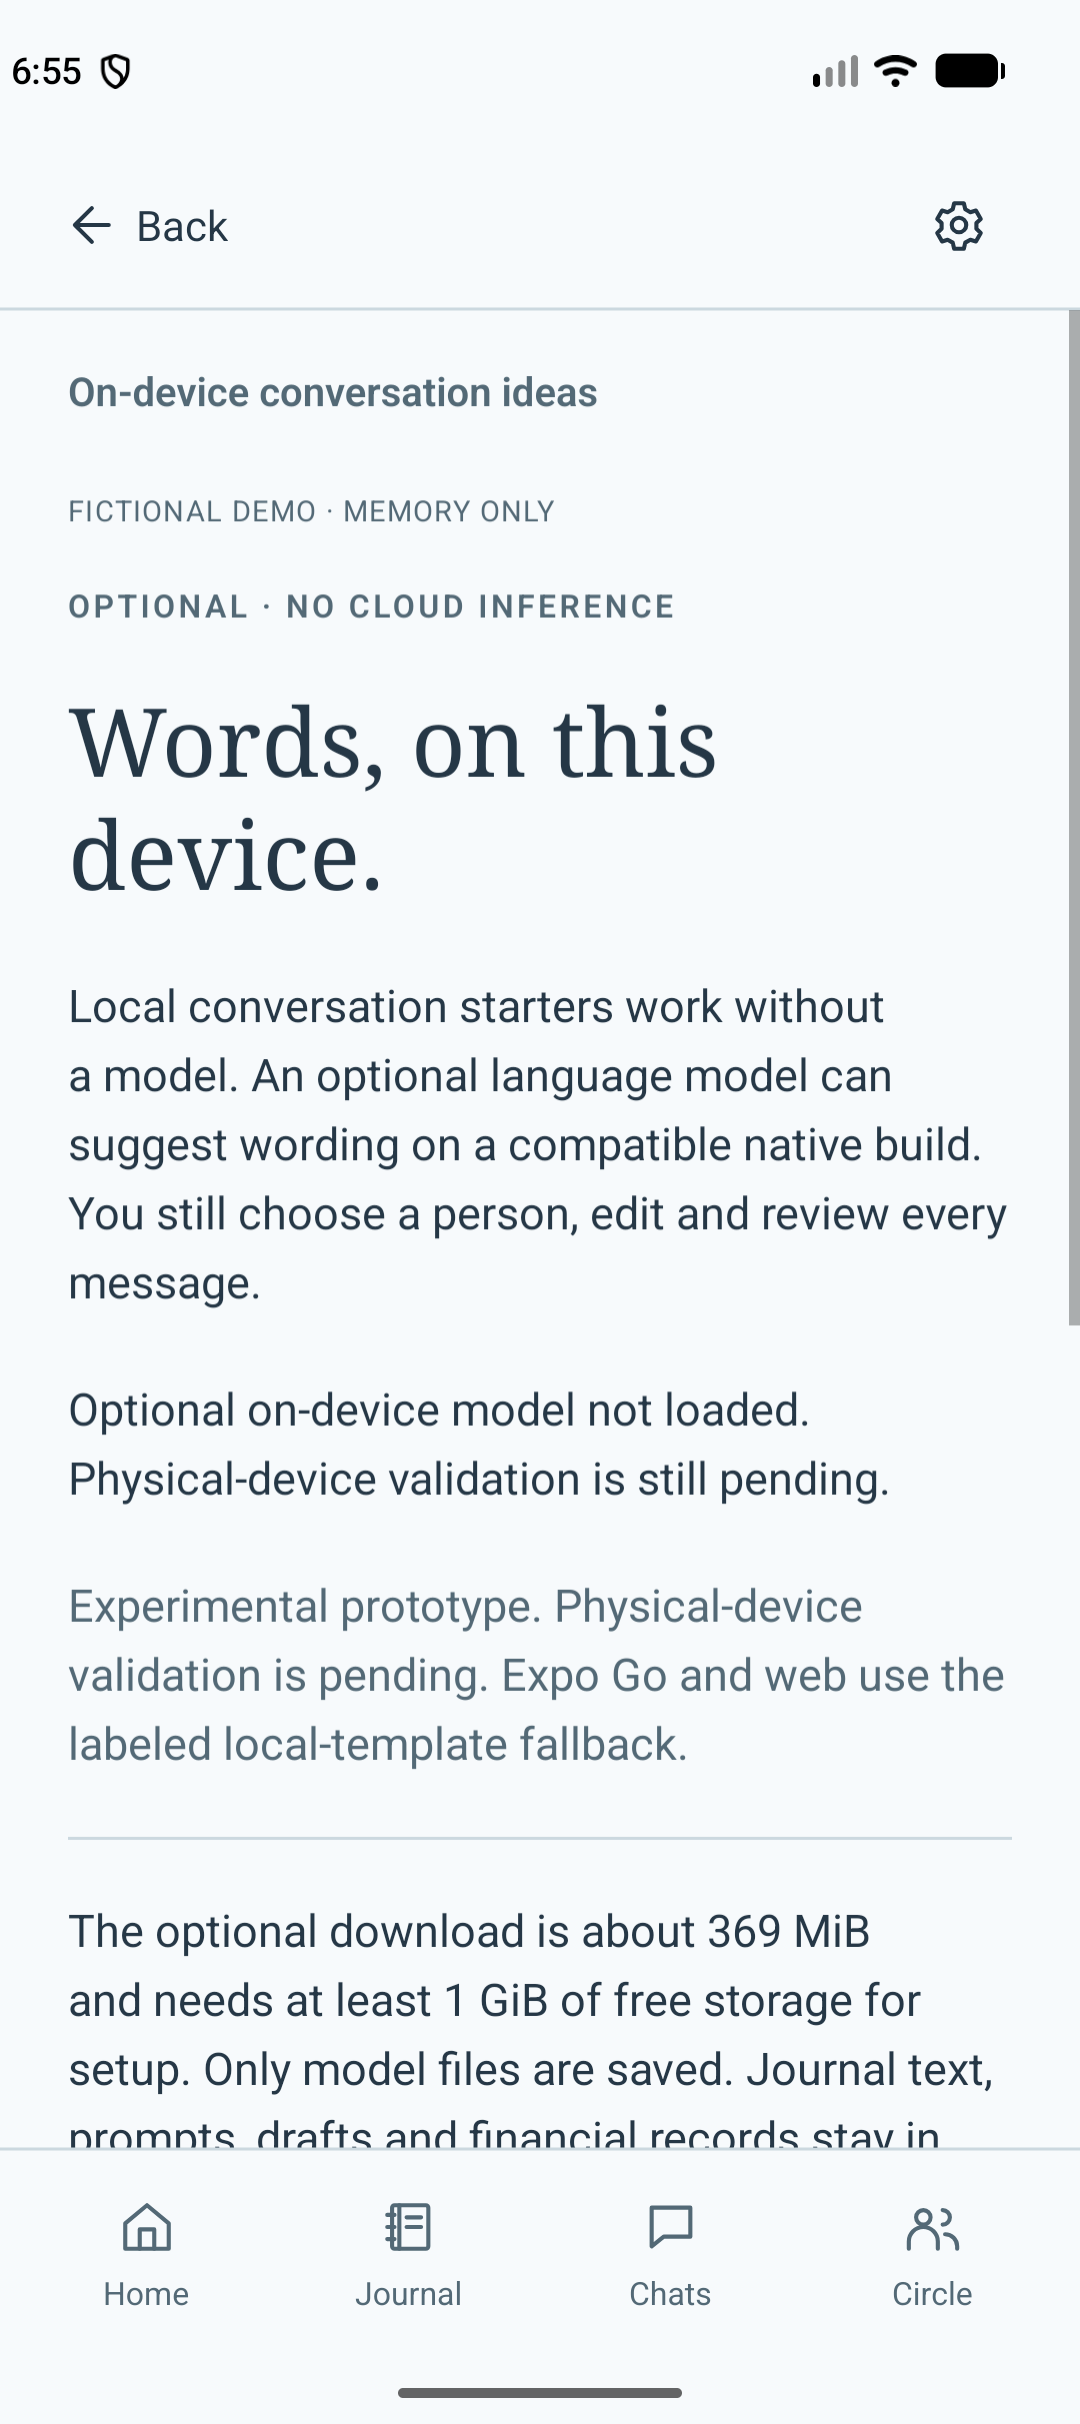 6:55
Back
On-device conversation ideas
FICTIONAL DEMO · MEMORY ONLY
OPTIONAL · NO CLOUD INFERENCE
Words, on this
device.
Local conversation starters work without
a model. An optional language model can
suggest wording on a compatible native build.
You still choose a person, edit and review every
message.
Optional on-device model not loaded.
Physical-device validation is still pending.
Experimental prototype. Physical-device
validation is pending. Expo Go and web use the
labeled local-template fallback.
The optional download is about 369 MiB
and needs at least 1 GiB of free storage for
setup. Only model files are saved. Journal text,
prompts, drafts and financial records stay in
Home
Journal
Chats
Circle